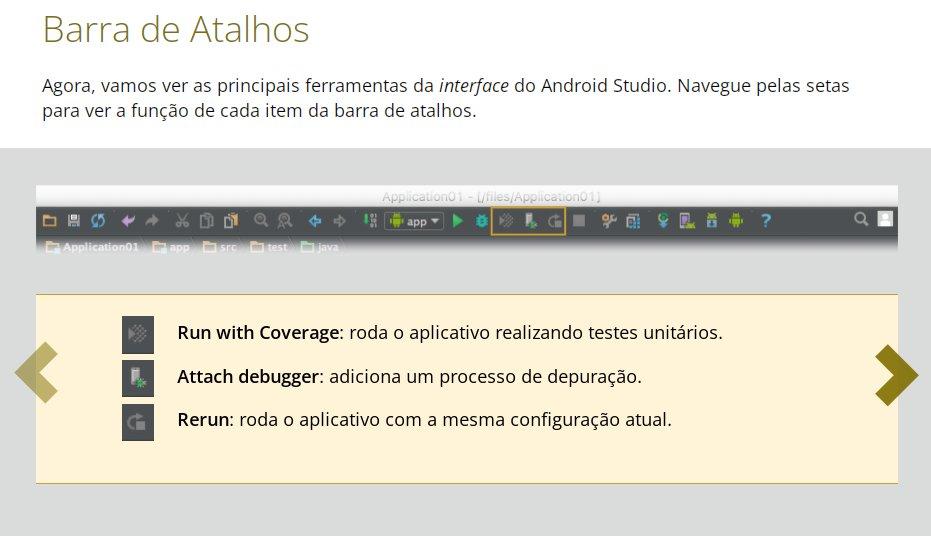 Barra de Atalhos
Agora, vamos ver as principais ferramentas da interface do Android Studio. Navegue pelas setas
para ver a função de cada item da barra de atalhos.
Application01 - [/files/Application01]
app
?
Application01 app src test java
Run with Coverage: roda o aplicativo realizando testes unitários.
Attach debugger: adiciona um processo de depuração.
Rerun: roda o aplicativo com a mesma configuração atual.